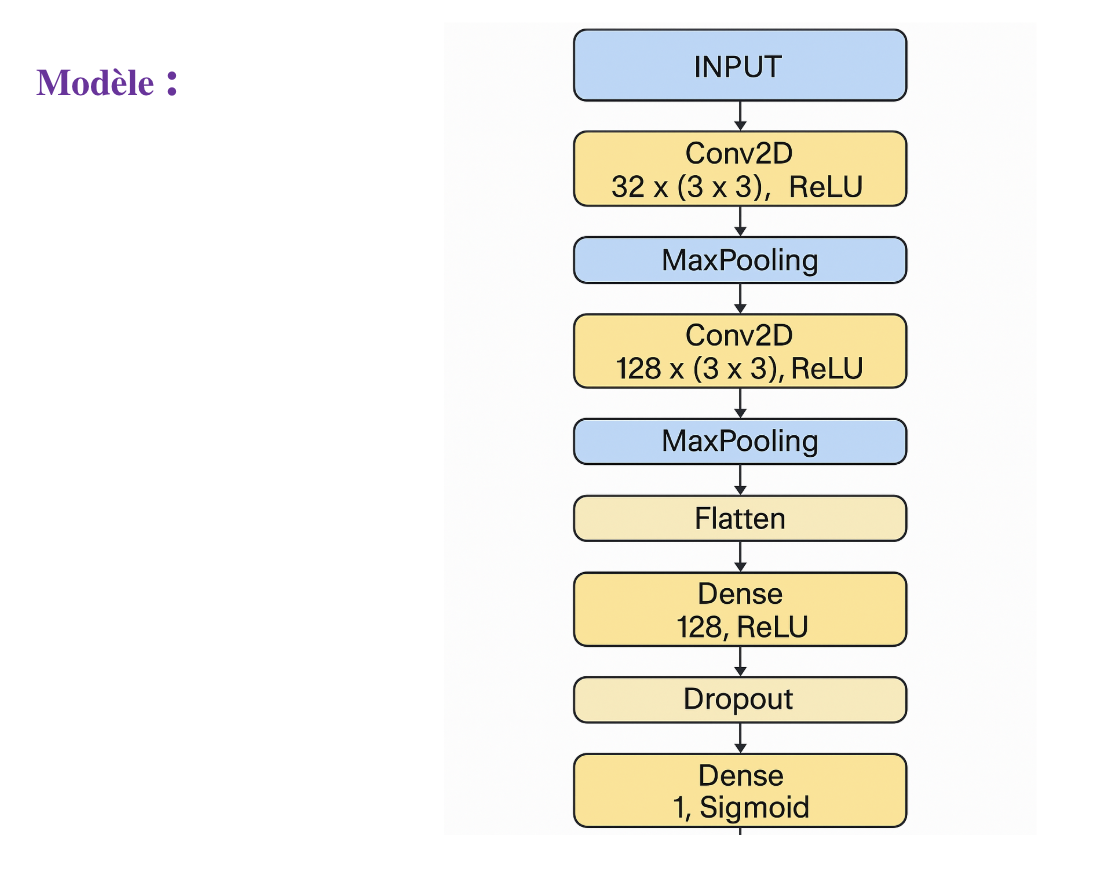 Modèle :
INPUT
Conv2D
32 x (3 x 3), ReLU
MaxPooling
Conv2D
128 x (3 x 3), ReLU
MaxPooling
Flatten
Dense
128, ReLU
Dropout
Dense
1, Sigmoid